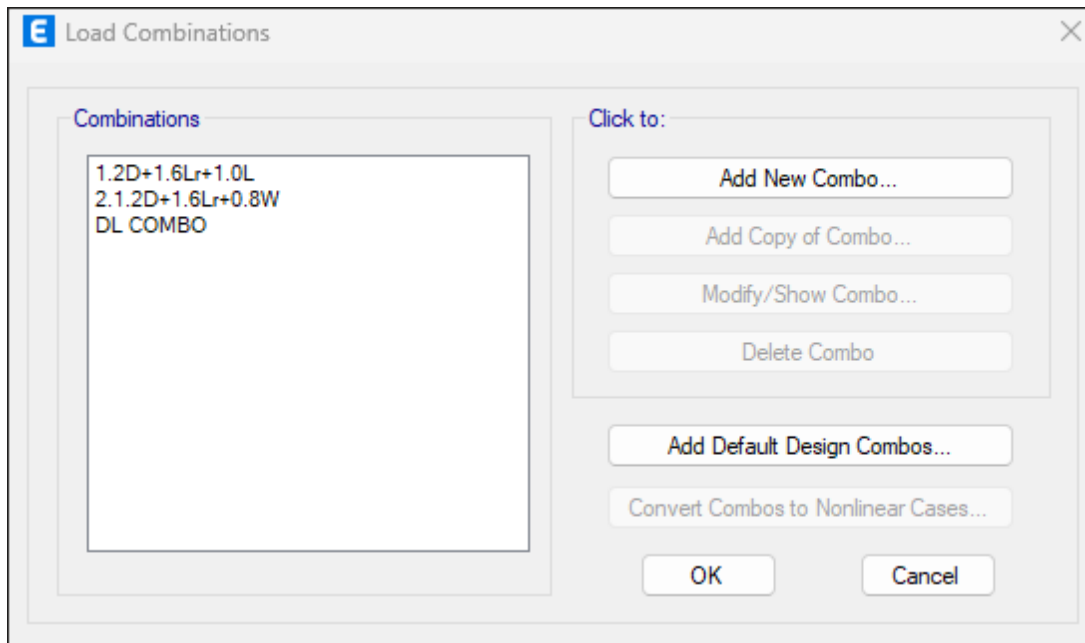 E Load Combinations
Combinations
1.2D+1.6Lr+1.0L
2.1.2D+1.6Lr+0.8W
DL COMBO
Click to:
Add New Combo...
Add Copy of Combo...
Modify/Show Combo...
Delete Combo
Add Default Design Combos...
Convert Combos to Nonlinear Cases...
OK
Cancel